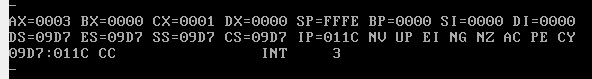 -
AX=0003 BX=0000 CX=0001 DX=0000 SP=FFFE BP=0000 SI=0000 DI=0000
DS=09D7 ES=09D7 SS=09D7 CS=09D7 IP=011C NV UP EI NG NZ AC PE CY
09D7:011C CC INT 3
-